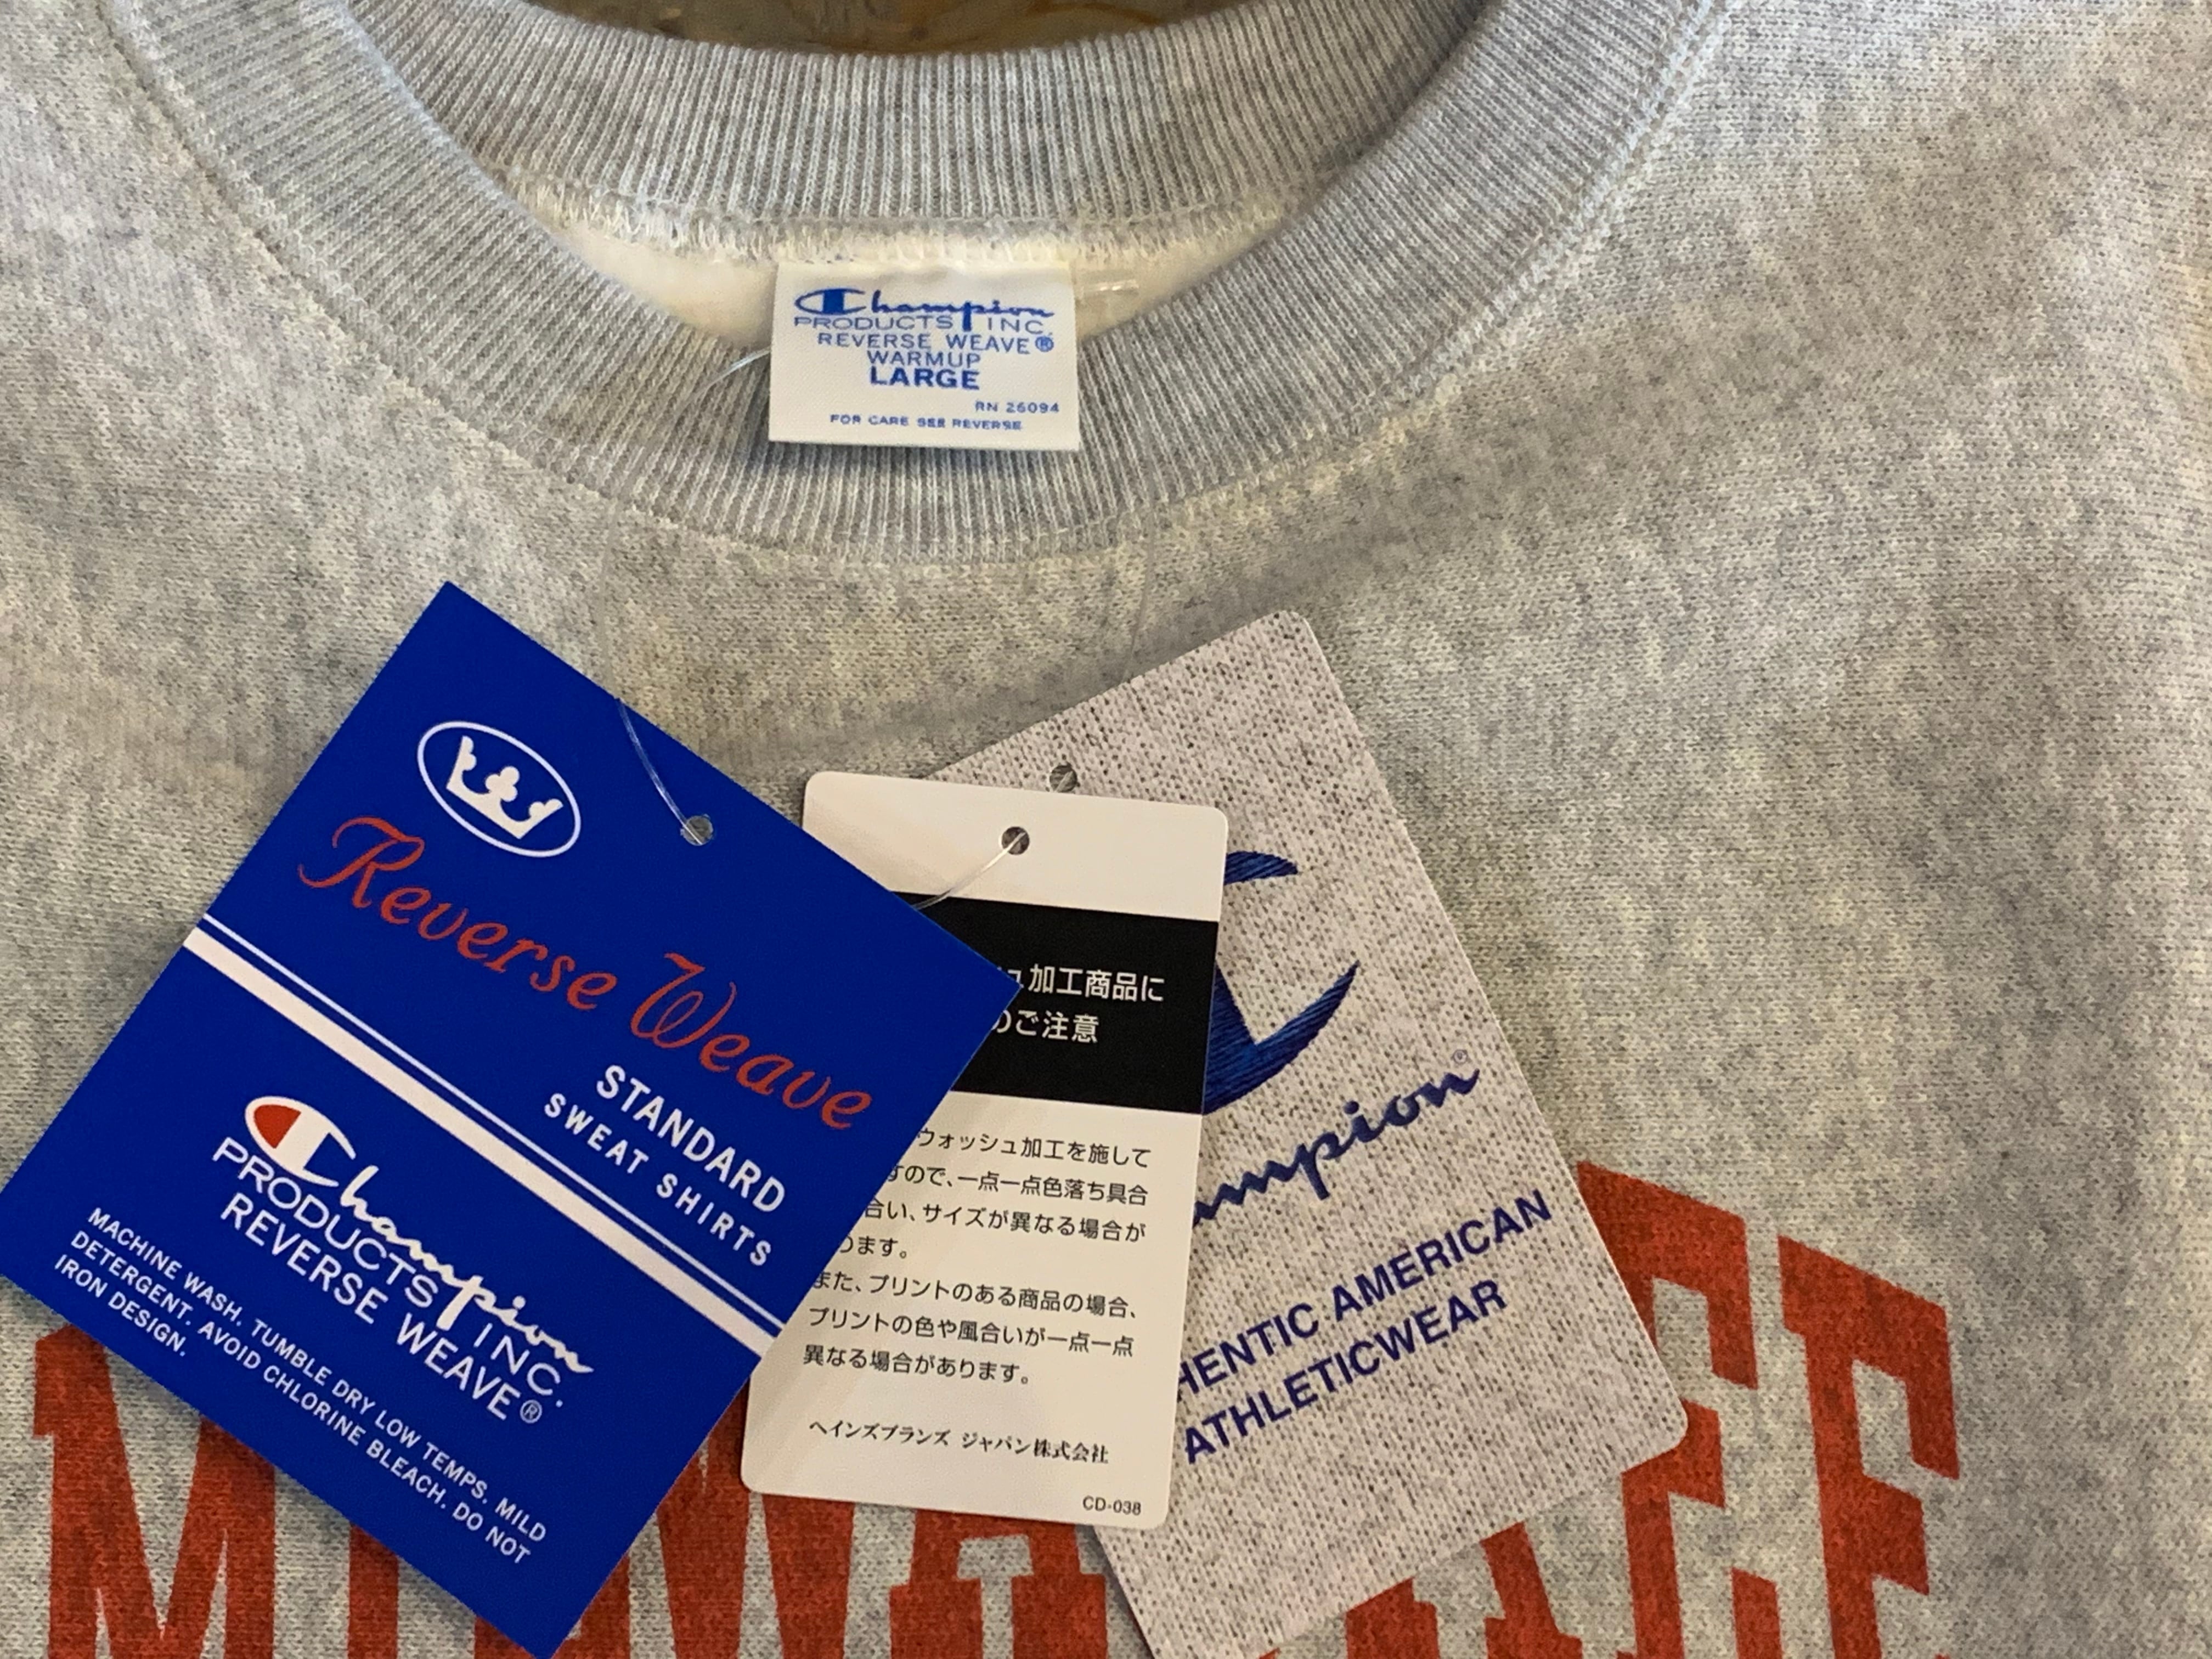 Champion
PRODUCTS INC.
REVERSE WEAVE®
WARMUP
LARGE
RN 26094
FOR CARE SEE REVERSE
Reverse Weave
STANDARD
SWEAT SHIRTS
Champion
PRODUCTS INC.
REVERSE WEAVE®
MACHINE WASH. TUMBLE DRY LOW TEMPS. MILD
DETERGENT. AVOID CHLORINE BLEACH. DO NOT
IRON DESIGN.
ュ加工商品に
のご注意
ウォッシュ加工を施して
すので、一点一点色落ち具合
合い、サイズが異なる場合が
ります。
また、プリントのある商品の場合、
プリントの色や風合いが一点一点
異なる場合があります。
ヘインズブランズ ジャパン株式会社
CD-038
ampion®
HENTIC AMERICAN
ATHLETICWEAR